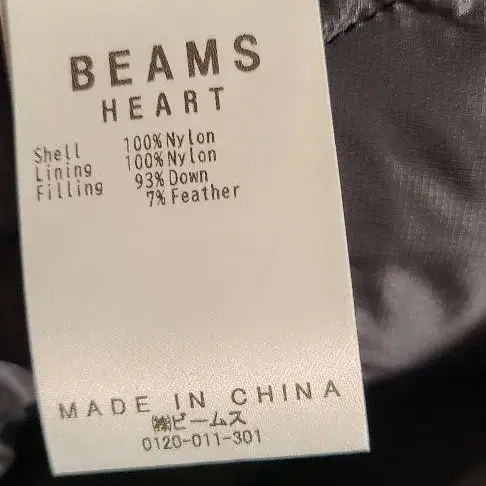 BEAMS
HEART
Shell 100%Nylon
Lining 100%Nylon
Filling 93%Down
7%Feather
MADE IN CHINA
㈱ビームス
0120-011-301